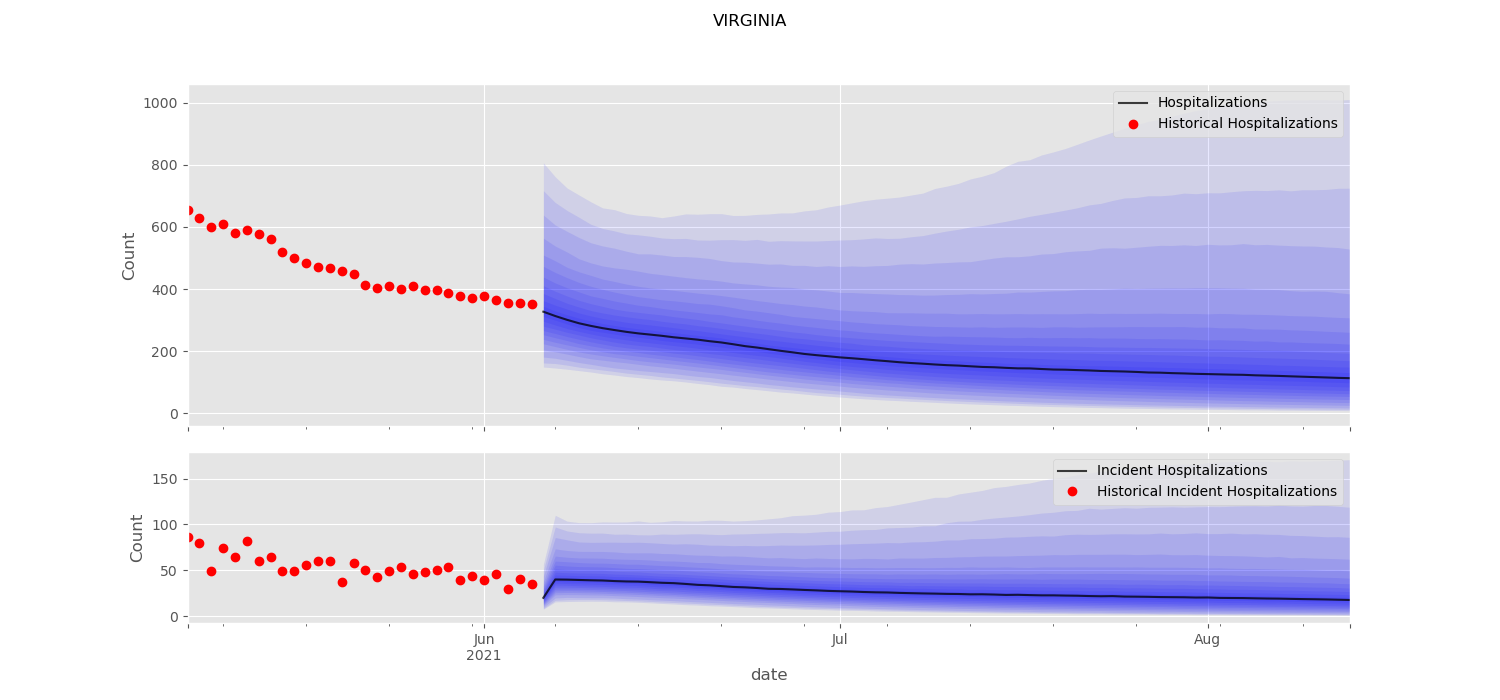 VIRGINIA
1000
800
600
400
200
0
Count
Hospitalizations
Historical Hospitalizations
150
100
50
0
Count
Incident Hospitalizations
Historical Incident Hospitalizations
Jun
2021
Jul
Aug
date